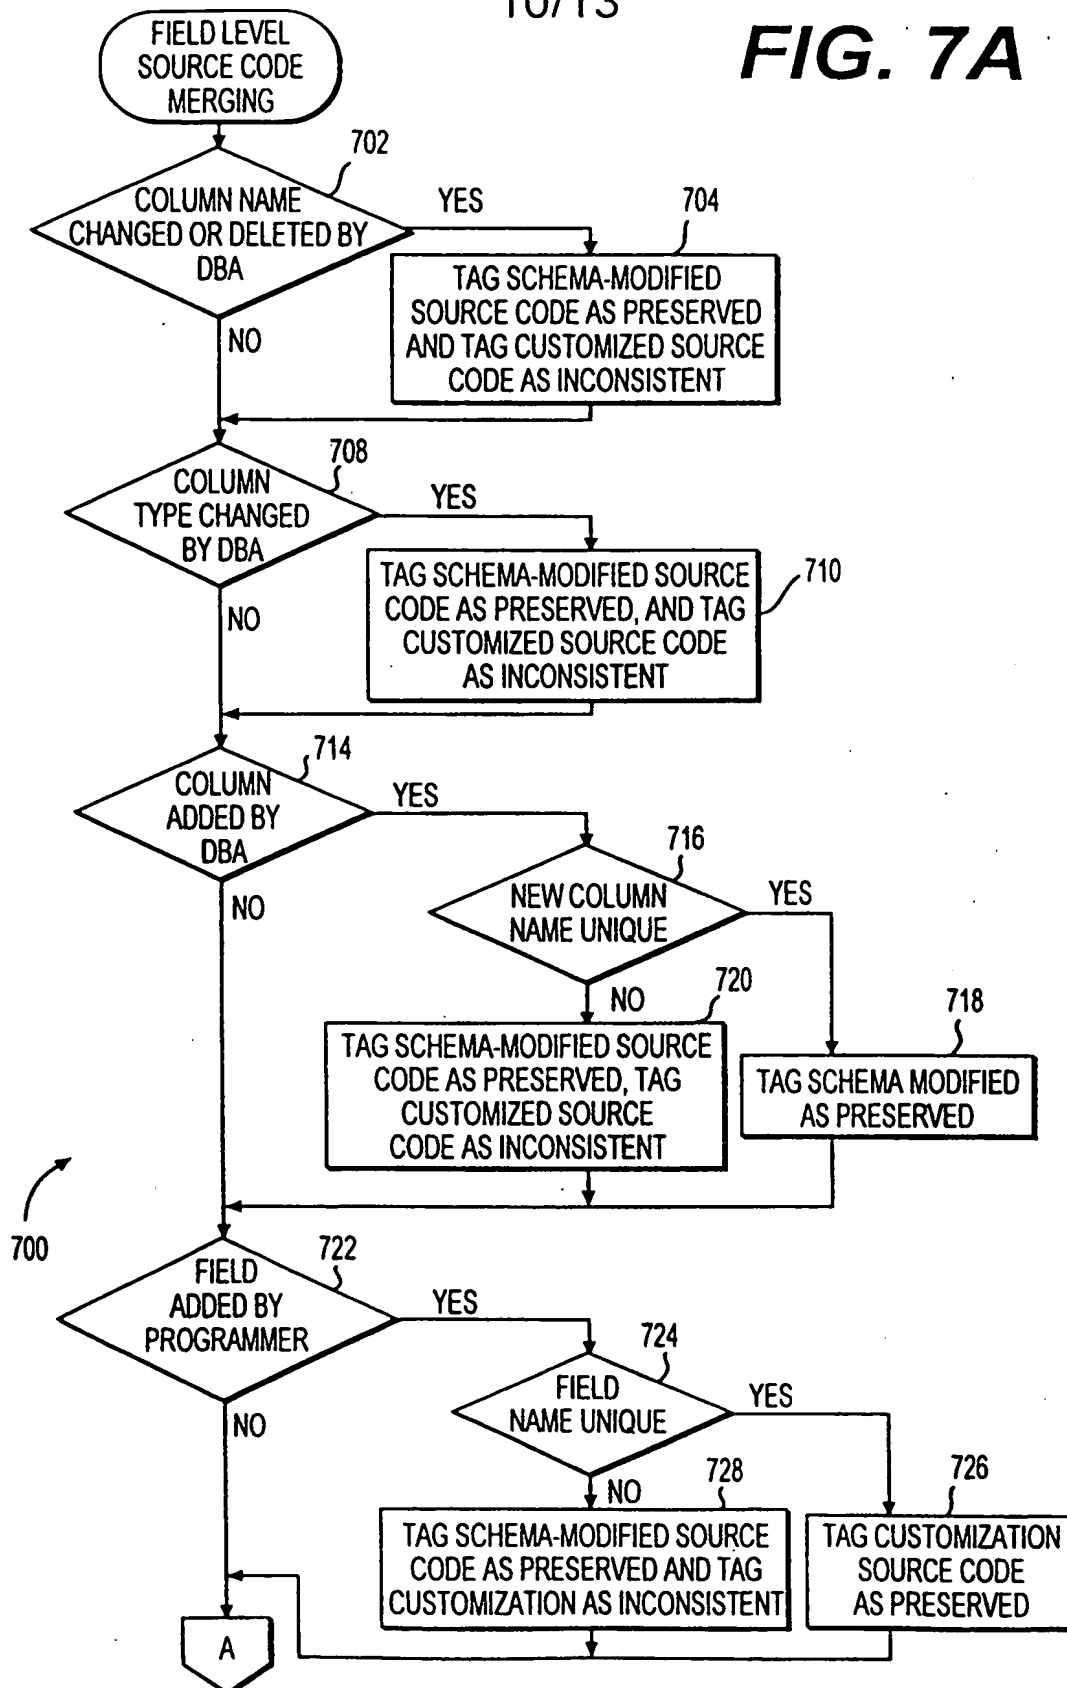 10/13
FIG. 7A
FIELD LEVEL
SOURCE CODE
MERGING
702
COLUMN NAME
CHANGED OR DELETED BY
DBA
YES
NO
704
TAG SCHEMA-MODIFIED
SOURCE CODE AS PRESERVED
AND TAG CUSTOMIZED SOURCE
CODE AS INCONSISTENT
708
COLUMN
TYPE CHANGED
BY DBA
YES
NO
710
TAG SCHEMA-MODIFIED SOURCE
CODE AS PRESERVED, AND TAG
CUSTOMIZED SOURCE CODE
AS INCONSISTENT
714
COLUMN
ADDED BY
DBA
YES
NO
716
NEW COLUMN
NAME UNIQUE
YES
NO
720
TAG SCHEMA-MODIFIED SOURCE
CODE AS PRESERVED, TAG
CUSTOMIZED SOURCE
CODE AS INCONSISTENT
718
TAG SCHEMA MODIFIED
AS PRESERVED
700
722
FIELD
ADDED BY
PROGRAMMER
YES
NO
724
FIELD
NAME UNIQUE
YES
NO
728
TAG SCHEMA-MODIFIED SOURCE
CODE AS PRESERVED AND TAG
CUSTOMIZATION AS INCONSISTENT
726
TAG CUSTOMIZATION
SOURCE CODE
AS PRESERVED
A